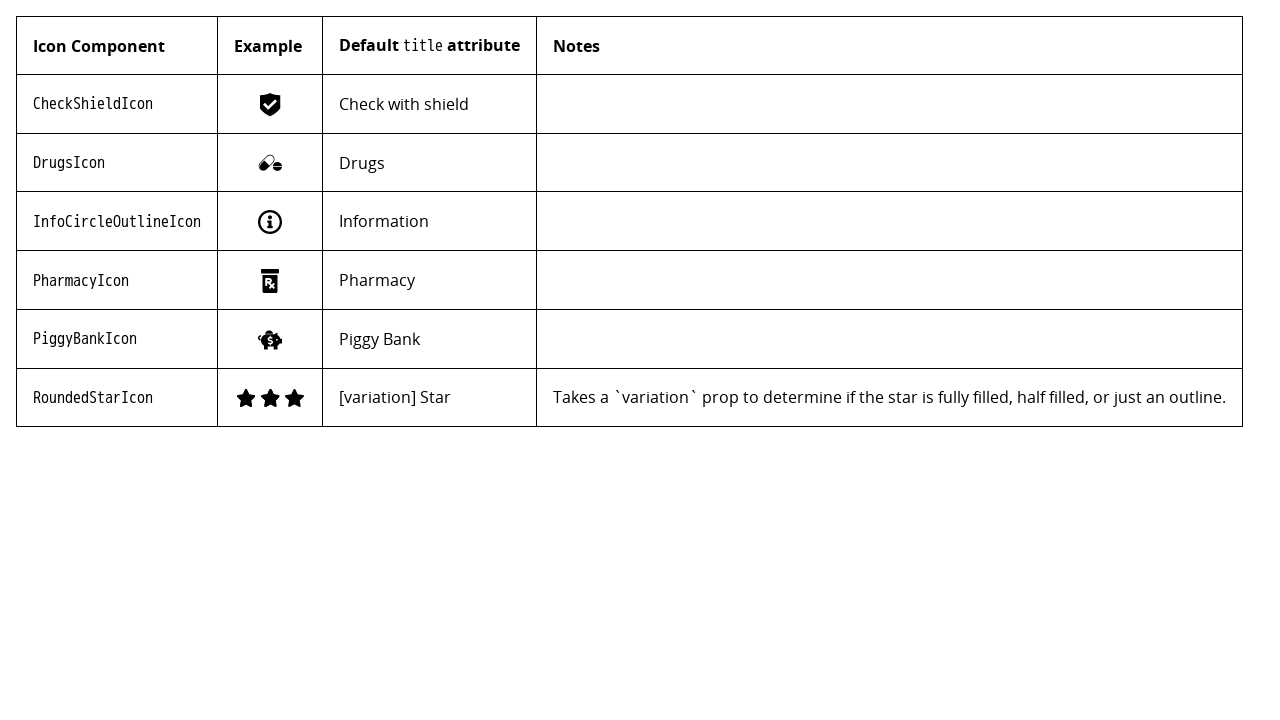 Icon Component Example Default title attribute Notes
CheckShieldIcon Check with shield
DrugsIcon Drugs
InfoCircleOutlineIcon Information
PharmacyIcon Pharmacy
PiggyBankIcon Piggy Bank
RoundedStarIcon [variation] Star Takes a `variation` prop to determine if the star is fully filled, half filled, or just an outline.